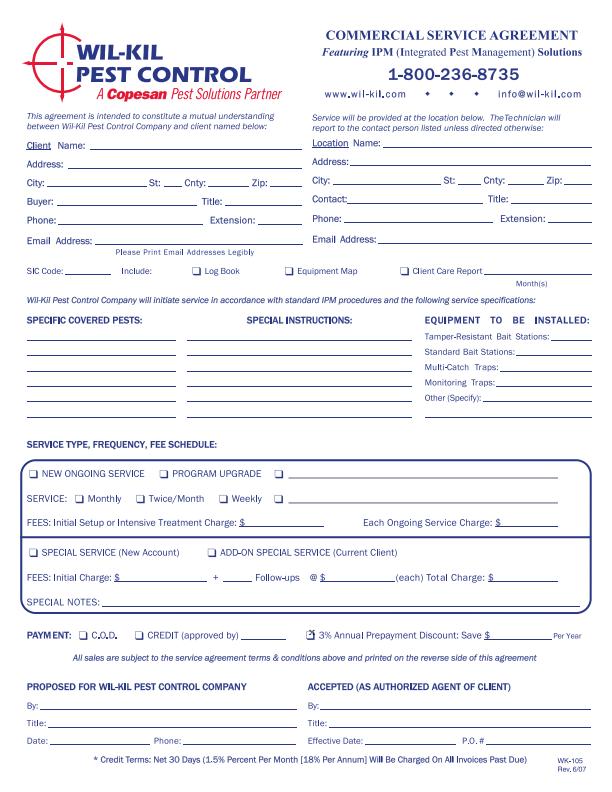 WIL-KIL
PEST CONTROL
A Copesan Pest Solutions Partner
COMMERCIAL SERVICE AGREEMENT
Featuring IPM (Integrated Pest Management) Solutions
1-800-236-8735
www.wil-kil.com ♦ ♦ ♦ info@wil-kil.com
This agreement is intended to constitute a mutual understanding
between Wil-Kil Pest Control Company and client named below:
Service will be provided at the location below. The Technician will
report to the contact person listed unless directed otherwise:
Client Name:
Address:
City: St: Cnty: Zip:
Buyer: Title:
Phone: Extension:
Email Address:
Please Print Email Addresses Legibly
Location Name:
Address:
City: St: Cnty: Zip:
Contact: Title:
Phone: Extension:
Email Address:
SIC Code: Include: ❏ Log Book ❏ Equipment Map ❏ Client Care Report
Month(s)
Wil-Kil Pest Control Company will initiate service in accordance with standard IPM procedures and the following service specifications:
SPECIFIC COVERED PESTS: SPECIAL INSTRUCTIONS: EQUIPMENT TO BE INSTALLED:
Tamper-Resistant Bait Stations:
Standard Bait Stations:
Multi-Catch Traps:
Monitoring Traps:
Other (Specify):
SERVICE TYPE, FREQUENCY, FEE SCHEDULE:
❏ NEW ONGOING SERVICE ❏ PROGRAM UPGRADE ❏
SERVICE: ❏ Monthly ❏ Twice/Month ❏ Weekly ❏
FEES: Initial Setup or Intensive Treatment Charge: $ Each Ongoing Service Charge: $
❏ SPECIAL SERVICE (New Account) ❏ ADD-ON SPECIAL SERVICE (Current Client)
FEES: Initial Charge: $ + Follow-ups @ $ (each) Total Charge: $
SPECIAL NOTES:
PAYMENT: ❏ C.O.D. ❏ CREDIT (approved by) ☒ 3% Annual Prepayment Discount: Save $ Per Year
All sales are subject to the service agreement terms & conditions above and printed on the reverse side of this agreement
PROPOSED FOR WIL-KIL PEST CONTROL COMPANY
By:
Title:
Date: Phone:
ACCEPTED (AS AUTHORIZED AGENT OF CLIENT)
By:
Title:
Effective Date: P.O. #
* Credit Terms: Net 30 Days (1.5% Percent Per Month [18% Per Annum] Will Be Charged On All Invoices Past Due)
WK-105
Rev. 6/07